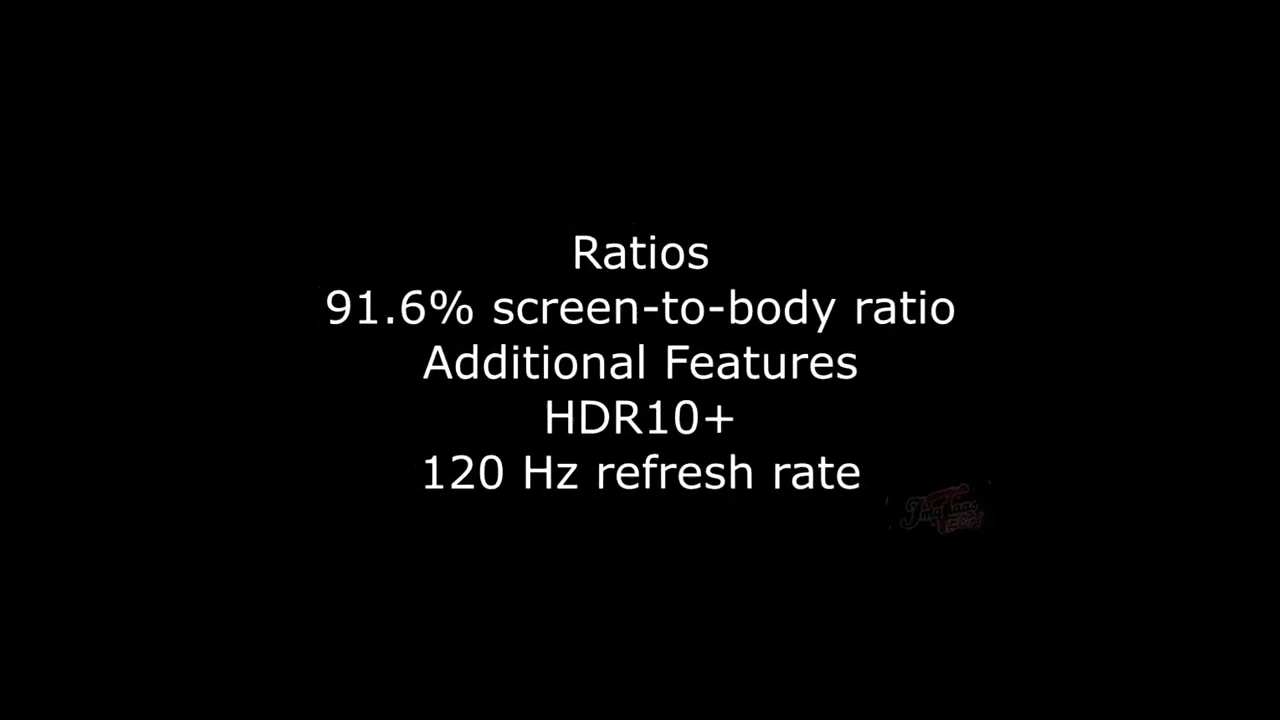 Ratios
91.6% screen-to-body ratio
Additional Features
HDR10+
120 Hz refresh rate